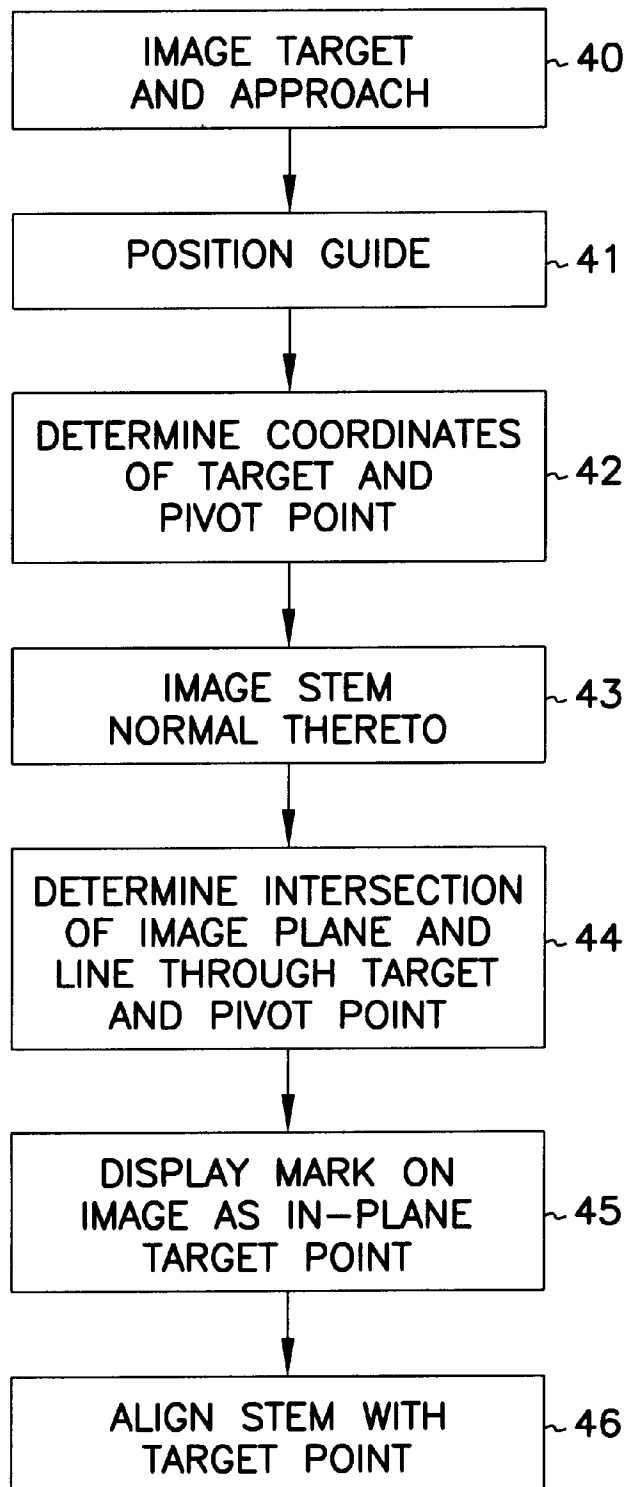 IMAGE TARGET
AND APPROACH
40
POSITION GUIDE
41
DETERMINE COORDINATES
OF TARGET AND
PIVOT POINT
42
IMAGE STEM
NORMAL THERETO
43
DETERMINE INTERSECTION
OF IMAGE PLANE AND
LINE THROUGH TARGET
AND PIVOT POINT
44
DISPLAY MARK ON
IMAGE AS IN-PLANE
TARGET POINT
45
ALIGN STEM WITH
TARGET POINT
46